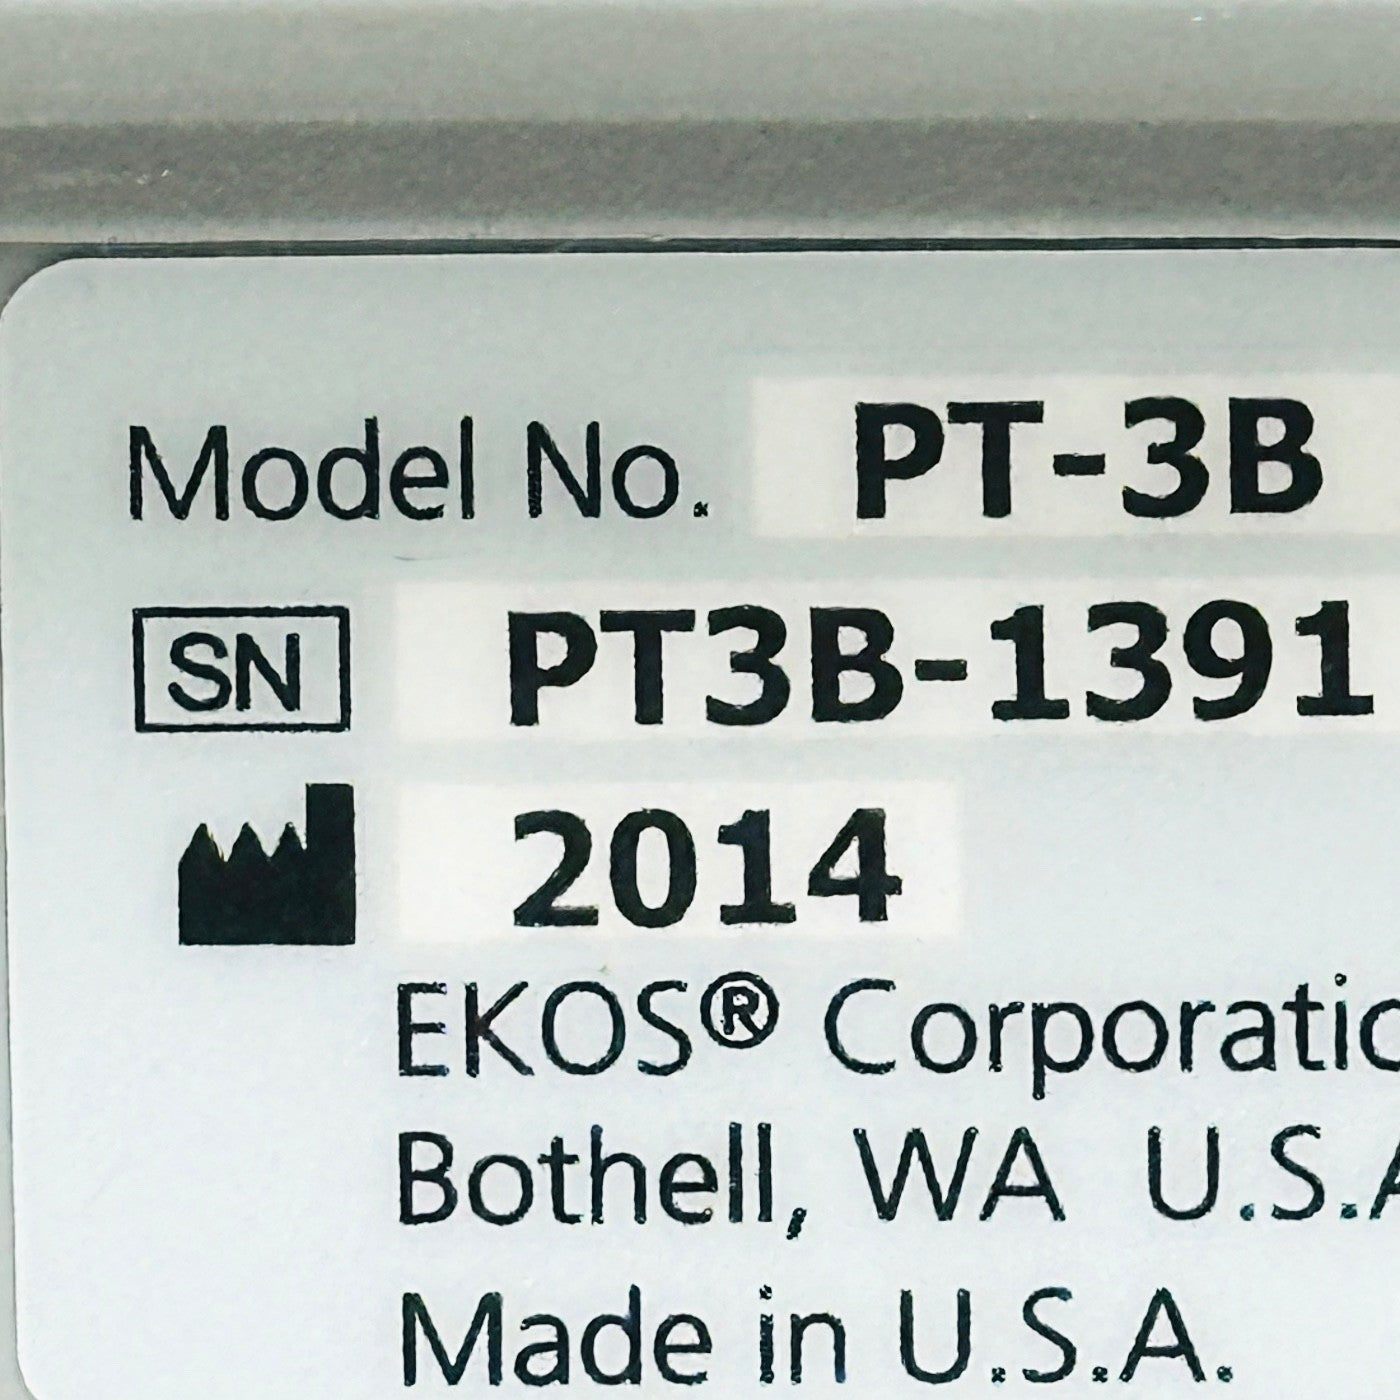 Model No. PT-3B
SN PT3B-1391
2014
EKOS® Corporatio
Bothell, WA U.S.A
Made in U.S.A.